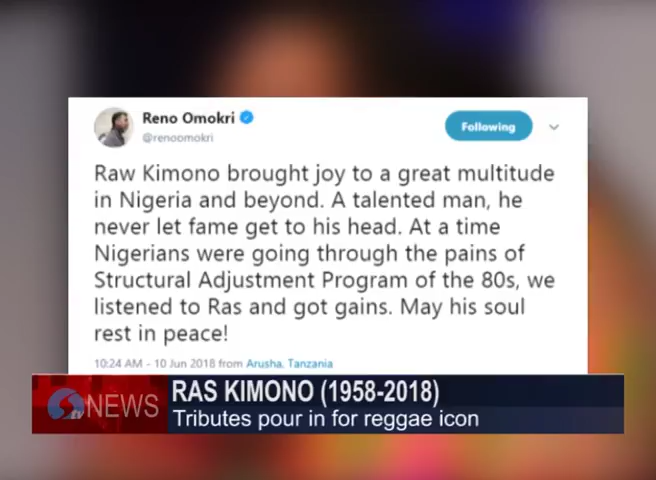 Reno Omokri
@renoomokri
Following
Raw Kimono brought joy to a great multitude
in Nigeria and beyond. A talented man, he
never let fame get to his head. At a time
Nigerians were going through the pains of
Structural Adjustment Program of the 80s, we
listened to Ras and got gains. May his soul
rest in peace!
10:24 AM - 10 Jun 2018 from Arusha, Tanzania
RAS KIMONO (1958-2018)
Tributes pour in for reggae icon
S tv NEWS